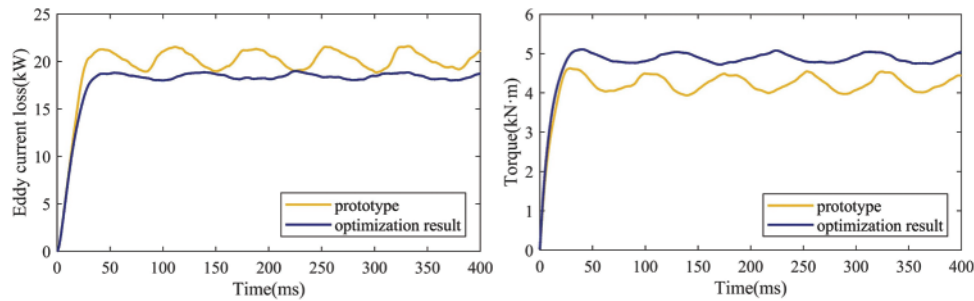 25
20
15
10
5
0
Eddy current loss(kW)
0 50 100 150 200 250 300 350 400
Time(ms)
prototype
optimization result
6
5
4
3
2
1
0
Torque(kN·m)
0 50 100 150 200 250 300 350 400
Time(ms)
prototype
optimization result